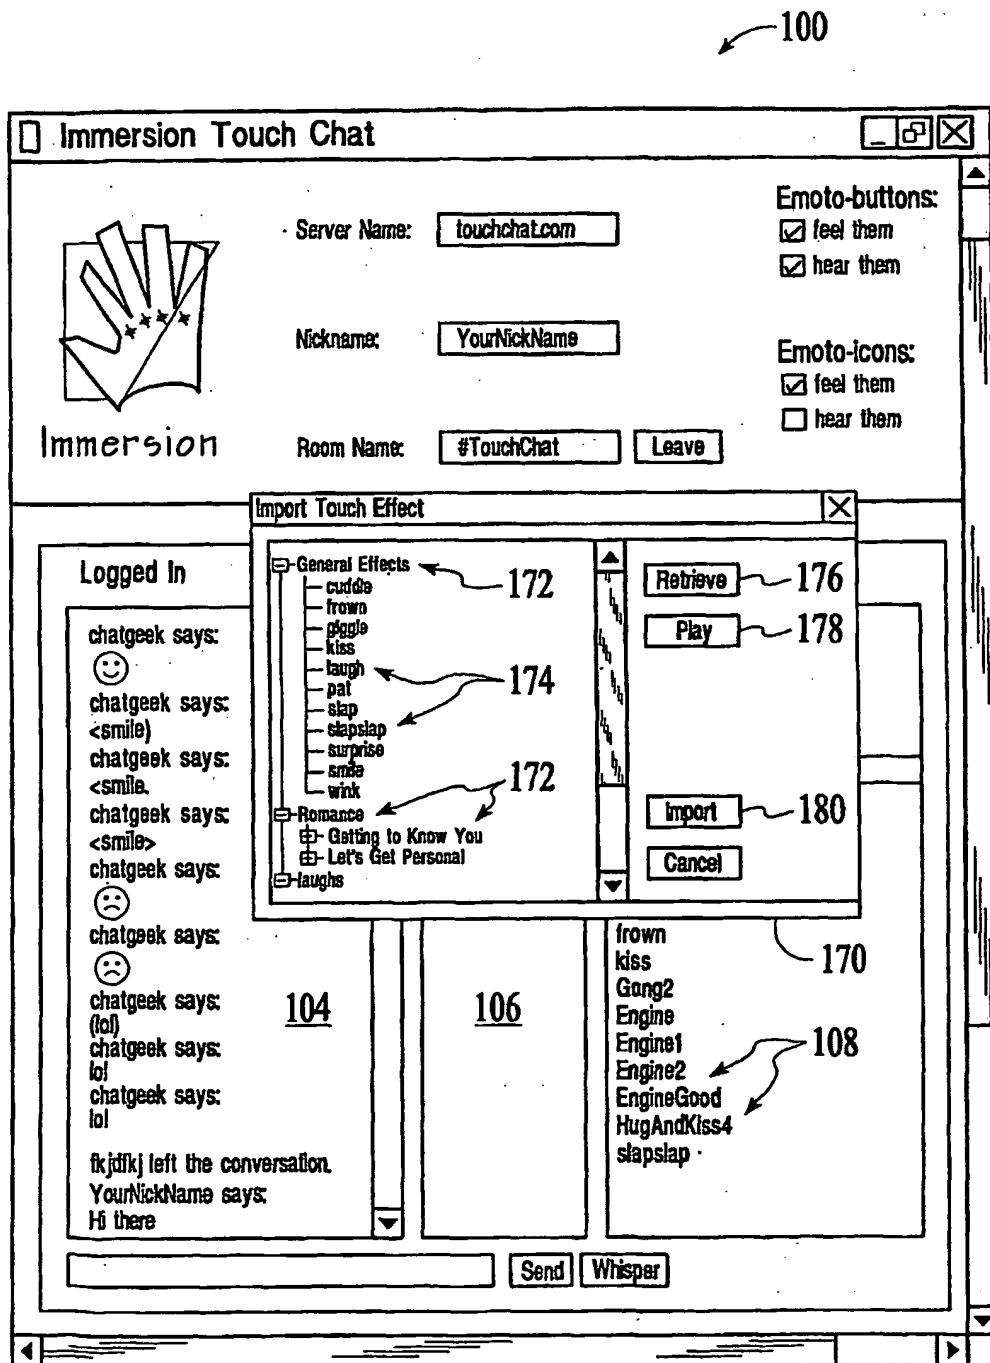 100
Immersion Touch Chat
Immersion
Server Name: touchchat.com
Nickname: YourNickName
Room Name: #TouchChat Leave
Emoto-buttons:
feel them
hear them
Emoto-icons:
feel them
hear them
Import Touch Effect
General Effects 172
cuddle
frown
giggle
kiss
laugh
pat 174
slap
slapslap
surprise
smile
wink 172
Romance
Getting to Know You
Let's Get Personal
laughs
Retrieve 176
Play 178
Import 180
Cancel
170
Logged In
chatgeek says:
chatgeek says:
<smile)
chatgeek says:
<smile.
chatgeek says:
<smile>
chatgeek says:
chatgeek says:
chatgeek says:
(lol)
chatgeek says:
lol
chatgeek says:
lol
fkjdfkj left the conversation.
YourNickName says:
Hi there
104
106
frown
kiss
Gong2
Engine
Engine1
Engine2
EngineGood
HugAndKiss4
slapslap
108
Send Whisper